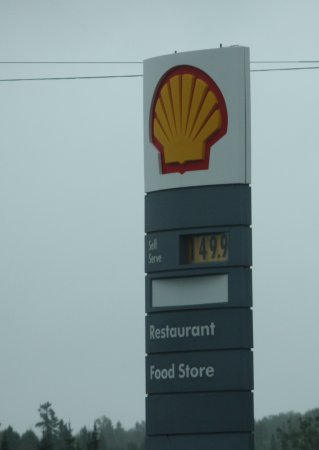 Self
Serve
149.9
Restaurant
Food Store